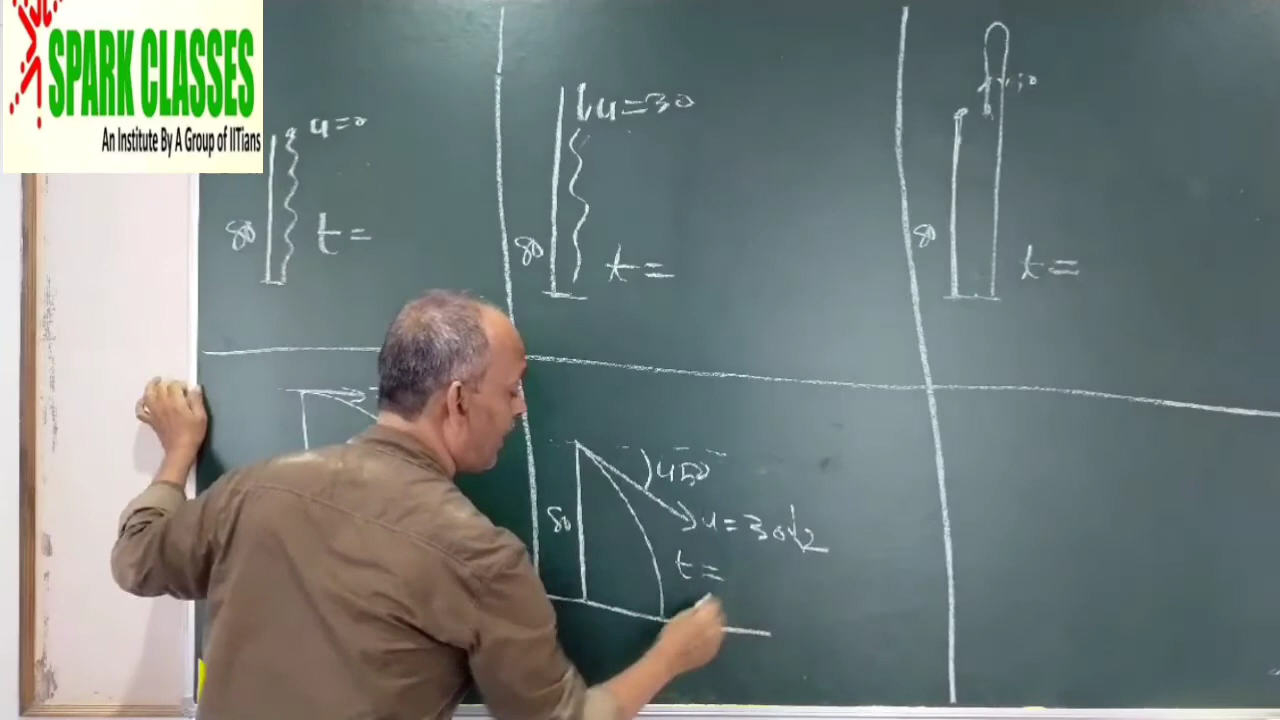 SPARK CLASSES
An Institute By A Group of IITians
u=0
80
t=
u=30
80
t=
80
t=
45°
80
u=30√2
t=